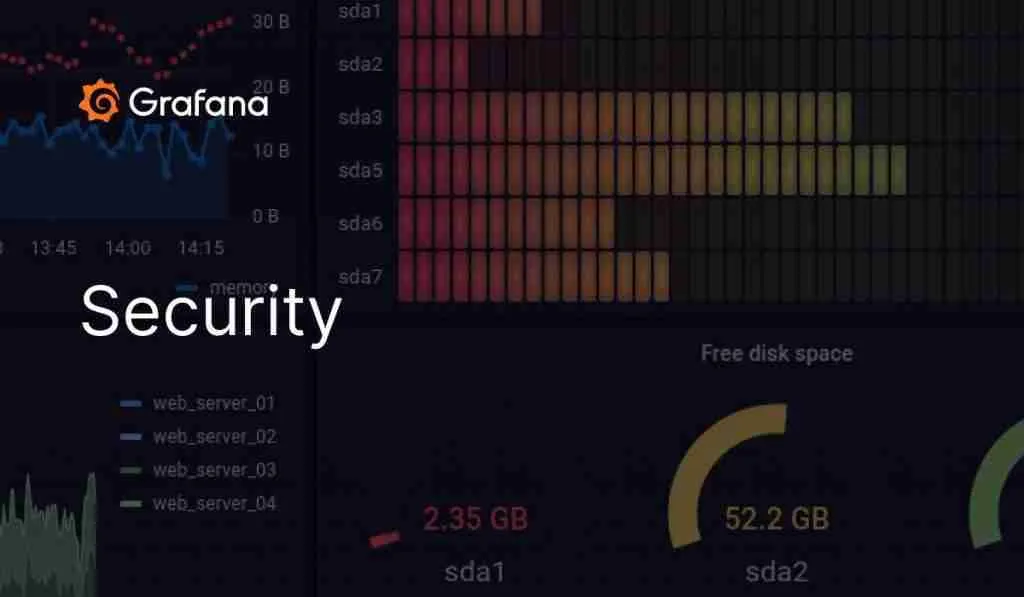 30 B
20 B
10 B
0 B
13:45 14:00 14:15
Grafana
Security
web_server_01
web_server_02
web_server_03
web_server_04
sda1
sda2
sda3
sda5
sda6
sda7
Free disk space
2.35 GB
sda1
52.2 GB
sda2